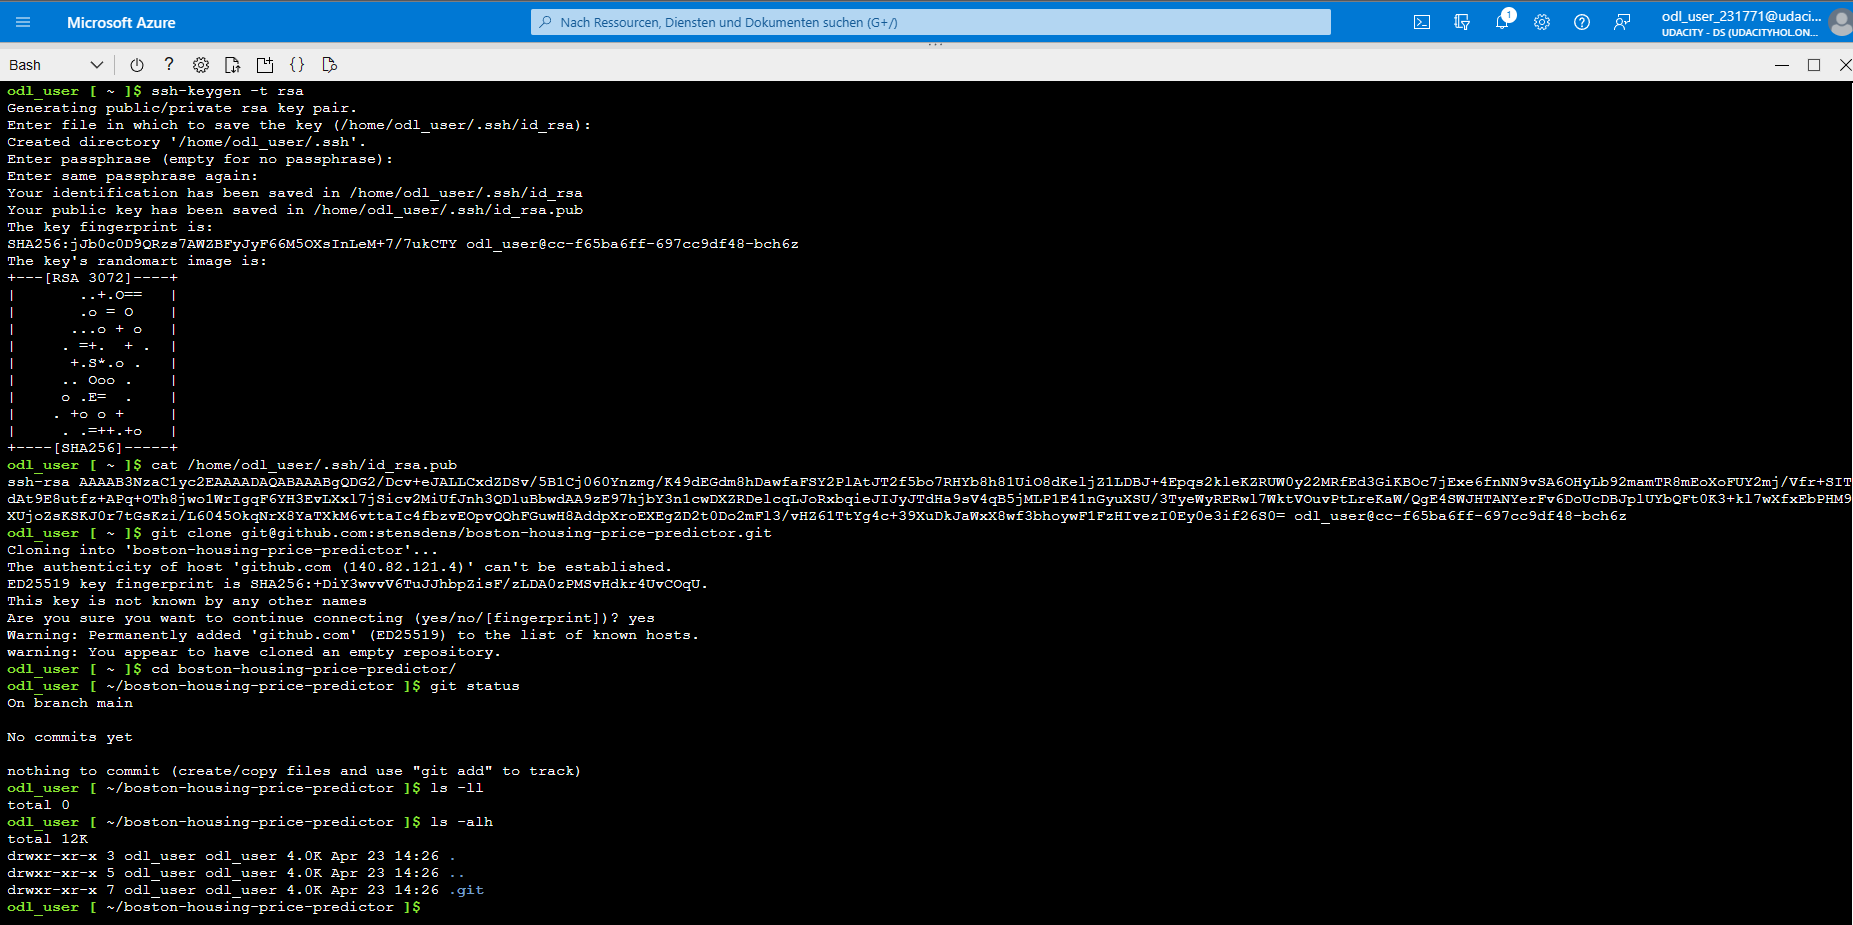 Microsoft Azure
Nach Ressourcen, Diensten und Dokumenten suchen (G+/)
1
odl_user_231771@udaci...
UDACITY - DS (UDACITYHOL.ON...
Bash
odl_user [ ~ ]$ ssh-keygen -t rsa
Generating public/private rsa key pair.
Enter file in which to save the key (/home/odl_user/.ssh/id_rsa):
Created directory '/home/odl_user/.ssh'.
Enter passphrase (empty for no passphrase):
Enter same passphrase again:
Your identification has been saved in /home/odl_user/.ssh/id_rsa
Your public key has been saved in /home/odl_user/.ssh/id_rsa.pub
The key fingerprint is:
SHA256:jJb0c0D9QRzs7AWZBFyJyF66M5OXsInLeM+7/7ukCTY odl_user@cc-f65ba6ff-697cc9df48-bch6z
The key's randomart image is:
+---[RSA 3072]----+
|       ..+.O==   |
|       .o = O    |
|      ...o + o   |
|     . =+.  + .  |
|      +.S*.o .   |
|     .. Ooo .    |
|     o .E=  .    |
|    . +o o +     |
|     . .=++.+o   |
+----[SHA256]-----+
odl_user [ ~ ]$ cat /home/odl_user/.ssh/id_rsa.pub
ssh-rsa AAAAB3NzaC1yc2EAAAADAQABAAABgQDG2/Dcv+eJALLCxdZDSv/5B1Cj060Ynzmg/K49dEGdm8hDawfaFSY2PlAtJT2f5bo7RHYb8h81UiO8dKeljZ1LDBJ+4Epqs2kleKZRUW0y22MRfEd3GiKBOc7jExe6fnNN9vSA6OHyLb92mamTR8mEoXoFUY2mj/Vfr+SIT
dAt9E8utfz+APq+OTh8jwo1WrIgqF6YH3EvLXxl7jSicv2MiUfJnh3QDluBbwdAA9zE97hjbY3n1cwDXZRDelcqLJoRxbqieJIJyJTdHa9sV4qB5jMLP1E41nGyuXSU/3TyeWyRERwl7WktVOuvPtLreKaW/QgE4SWJHTANYerFv6DoUcDBJplUYbQFt0K3+kl7wXfxEbPHM9
XUjoZsKSKJ0r7tGsKzi/L6045OkqNrX8YaTXkM6vttaIc4fbzvEOpvQQhFGuwH8AddpXroEXEgZD2t0Do2mFl3/vHZ61TtYg4c+39XuDkJaWxX8wf3bhoywF1FzHIvezI0Ey0e3if26S0= odl_user@cc-f65ba6ff-697cc9df48-bch6z
odl_user [ ~ ]$ git clone git@github.com:stensdens/boston-housing-price-predictor.git
Cloning into 'boston-housing-price-predictor'...
The authenticity of host 'github.com (140.82.121.4)' can't be established.
ED25519 key fingerprint is SHA256:+DiY3wvvV6TuJJhbpZisF/zLDA0zPMSvHdkr4UvCOqU.
This key is not known by any other names
Are you sure you want to continue connecting (yes/no/[fingerprint])? yes
Warning: Permanently added 'github.com' (ED25519) to the list of known hosts.
warning: You appear to have cloned an empty repository.
odl_user [ ~ ]$ cd boston-housing-price-predictor/
odl_user [ ~/boston-housing-price-predictor ]$ git status
On branch main
No commits yet
nothing to commit (create/copy files and use "git add" to track)
odl_user [ ~/boston-housing-price-predictor ]$ ls -ll
total 0
odl_user [ ~/boston-housing-price-predictor ]$ ls -alh
total 12K
drwxr-xr-x 3 odl_user odl_user 4.0K Apr 23 14:26 .
drwxr-xr-x 5 odl_user odl_user 4.0K Apr 23 14:26 ..
drwxr-xr-x 7 odl_user odl_user 4.0K Apr 23 14:26 .git
odl_user [ ~/boston-housing-price-predictor ]$